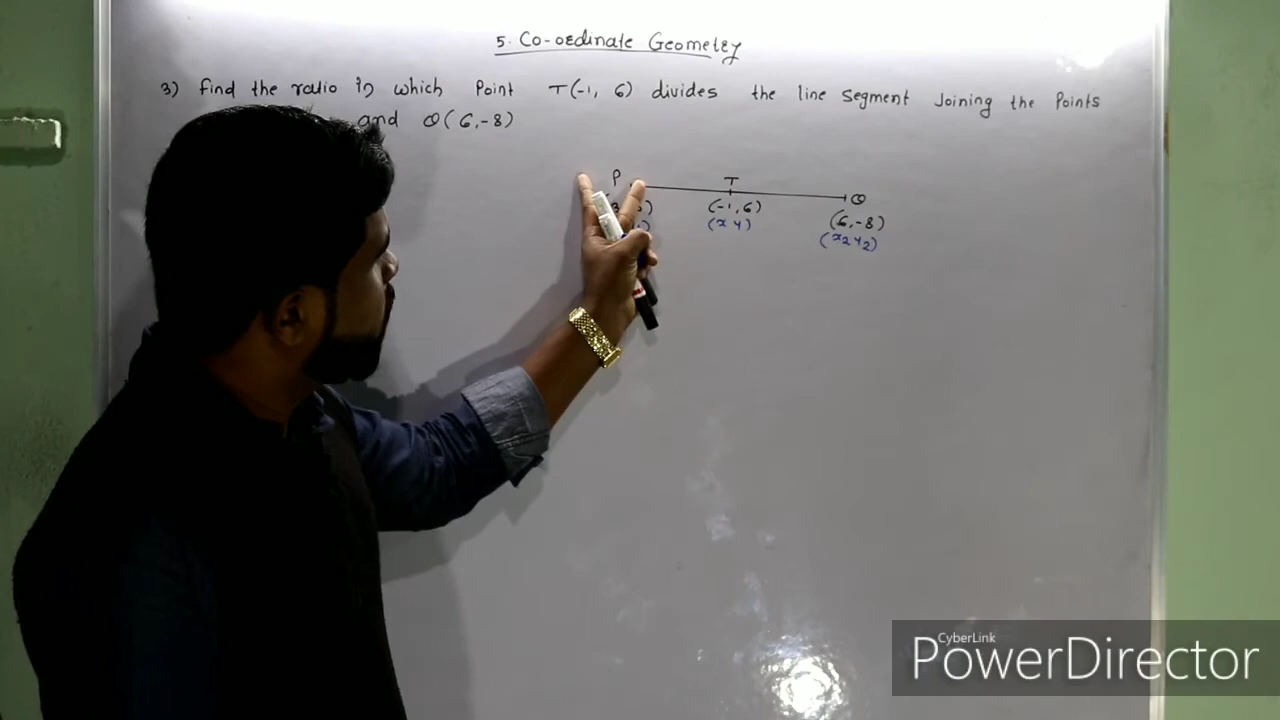 5. Co-ordinate Geometry
3) Find the ratio in which Point T(-1, 6) divides the line segment Joining the Points
and Q(6,-8)
P T Q
(-1,6) (6,-8)
(x y) (x2 y2)
CyberLink
PowerDirector